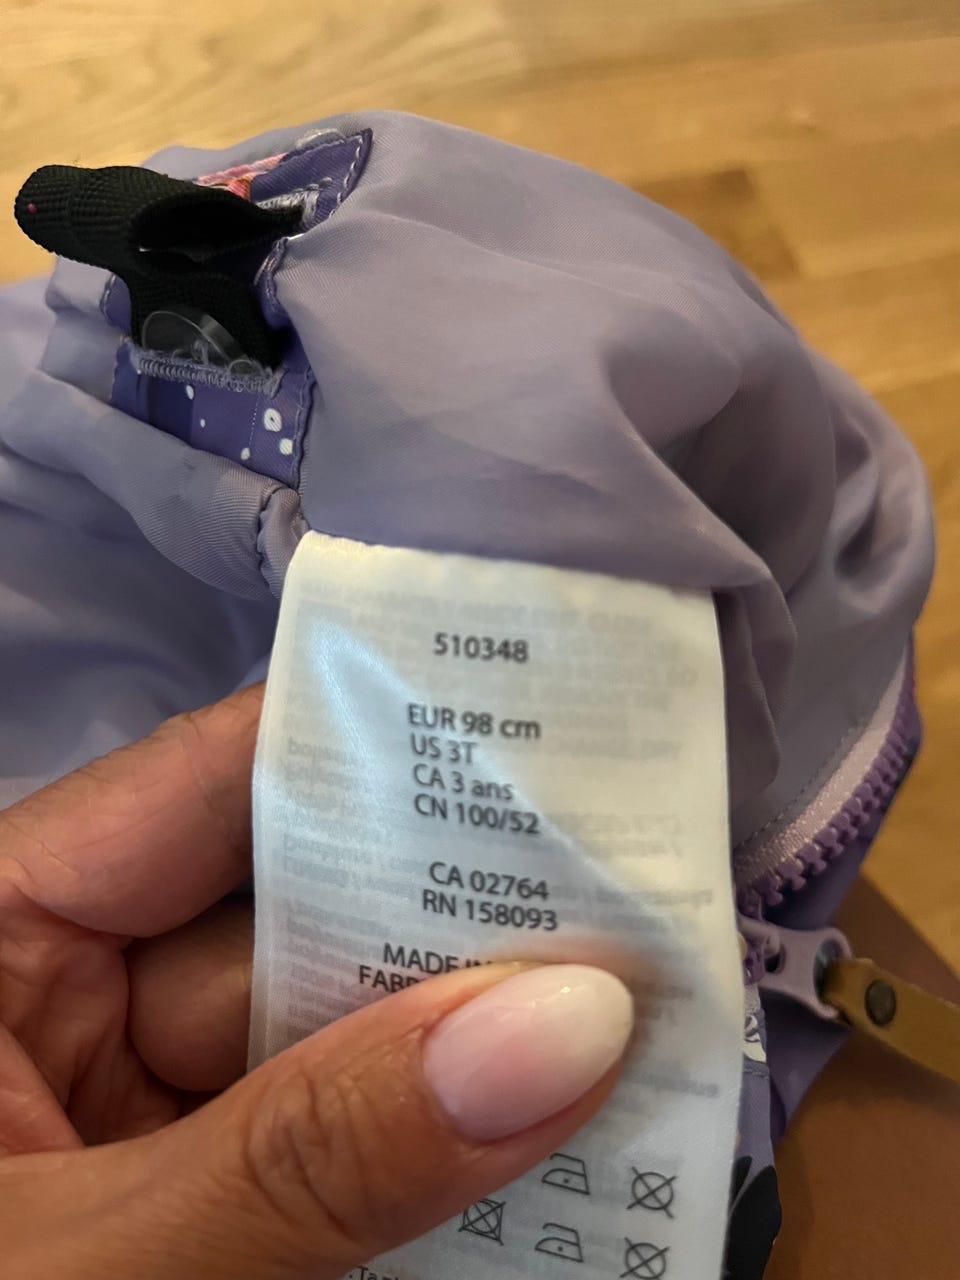 510348
EUR 98 cm
US 3T
CA 3 ans
CN 100/52
CA 02764
RN 158093
MADE IN